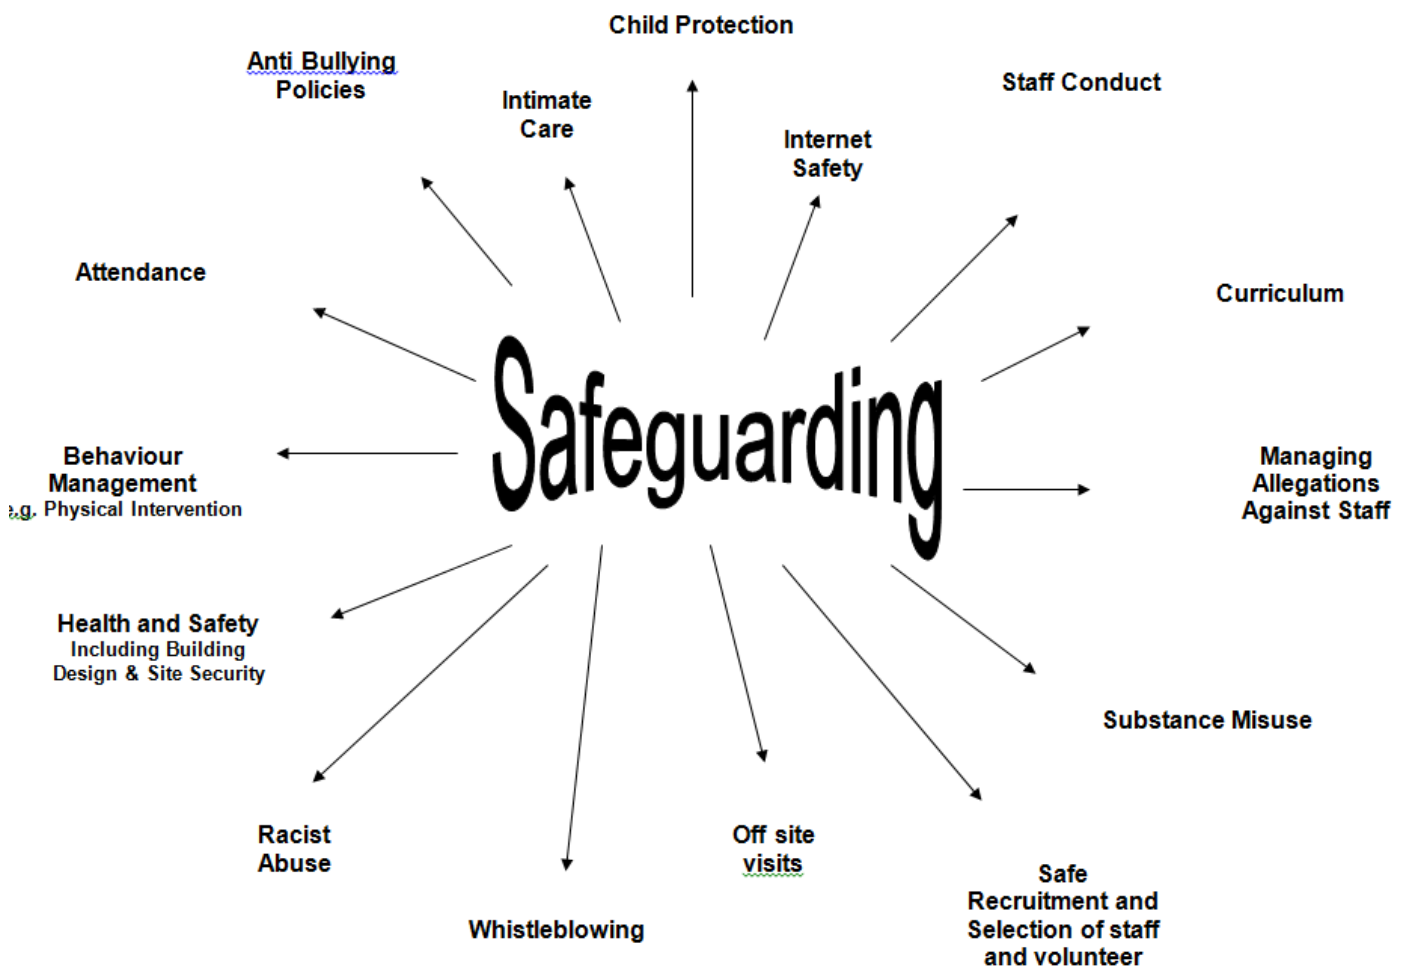 Child Protection
Anti Bullying
Policies
Intimate
Care
Staff Conduct
Internet
Safety
Attendance
Curriculum
Safeguarding
Behaviour
Management
e.g. Physical Intervention
Managing
Allegations
Against Staff
Health and Safety
Including Building
Design & Site Security
Substance Misuse
Racist
Abuse
Off site
visits
Whistleblowing
Safe
Recruitment and
Selection of staff
and volunteer